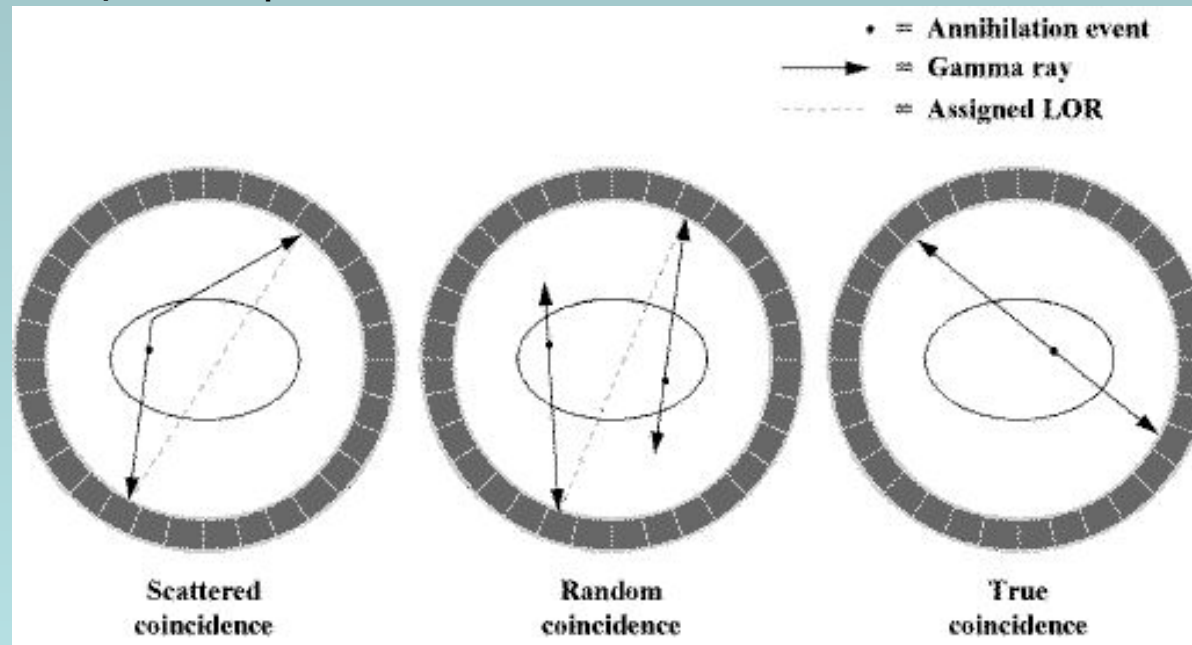 • = Annihilation event
= Gamma ray
= Assigned LOR
Scattered
coincidence
Random
coincidence
True
coincidence